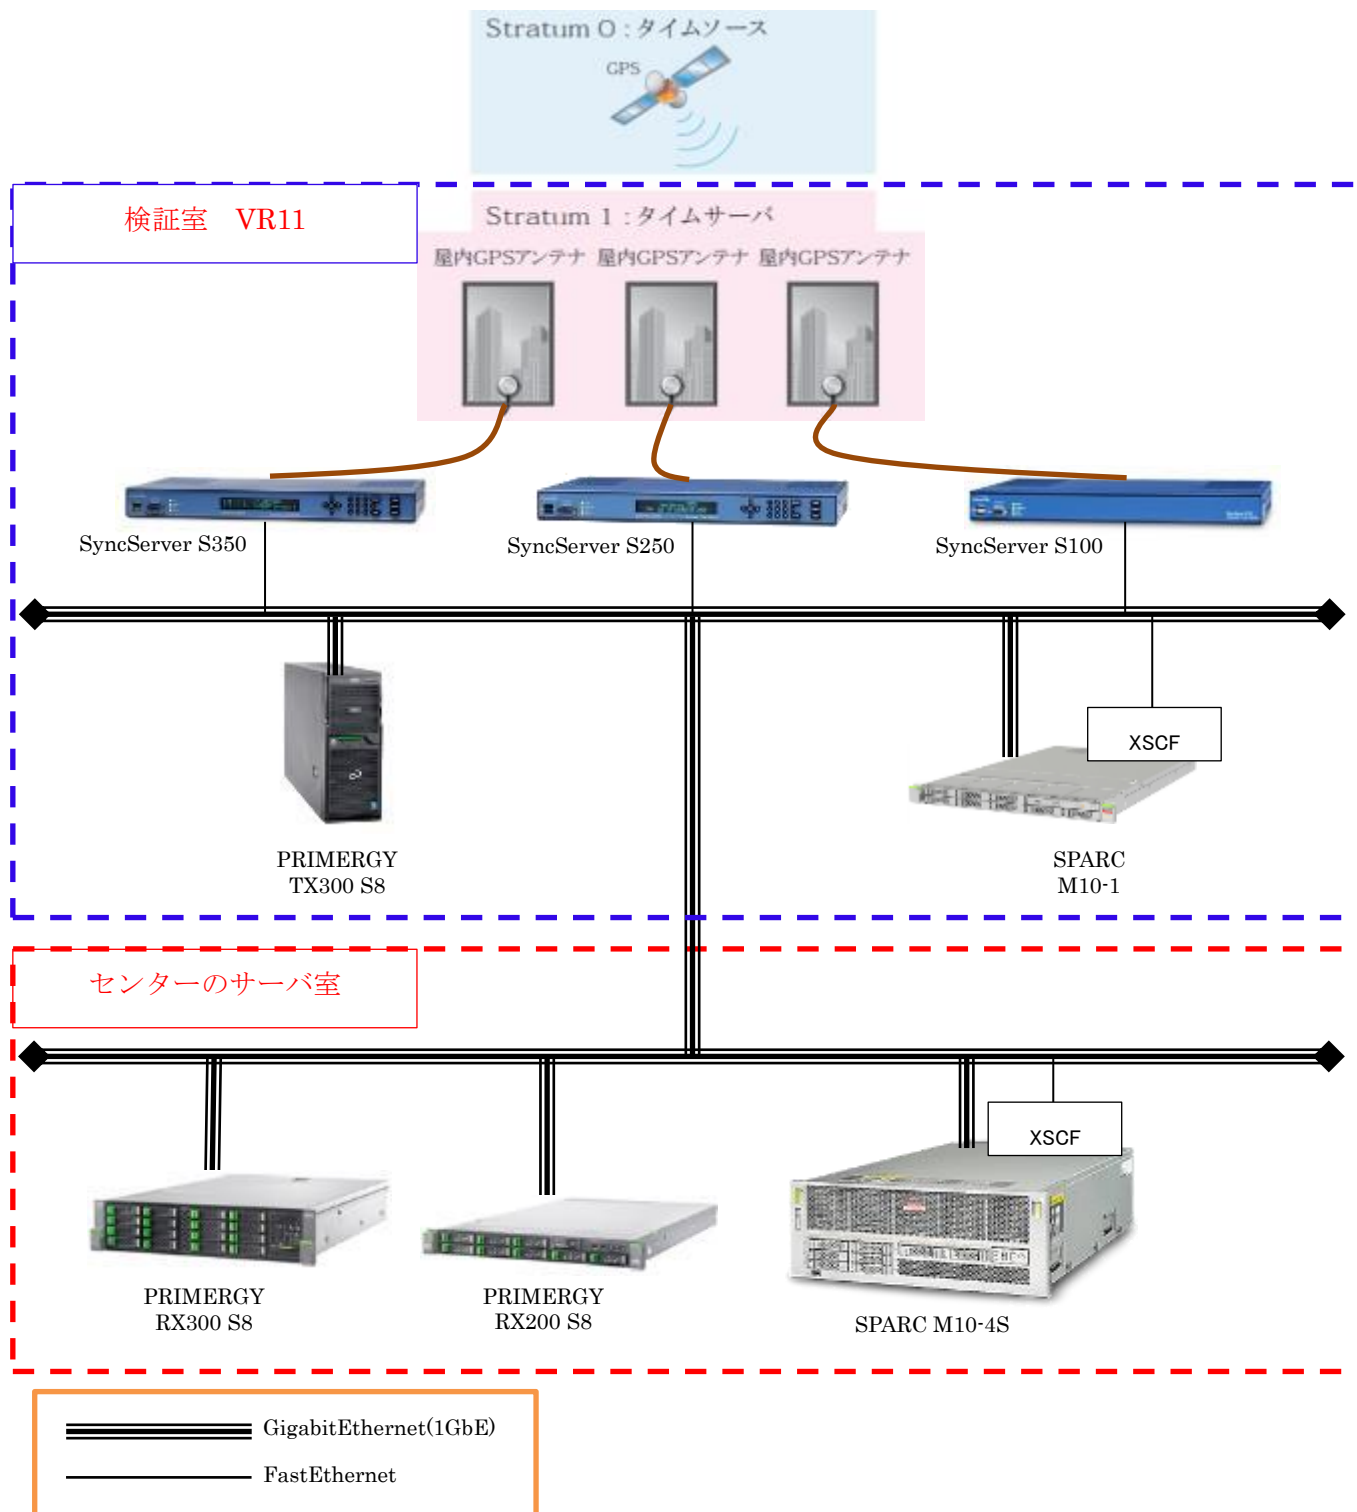 Stratum 0 : タイムソース
GPS
検証室　VR11
Stratum 1 : タイムサーバ
屋内GPSアンテナ 屋内GPSアンテナ 屋内GPSアンテナ
SyncServer S350
SyncServer S250
SyncServer S100
XSCF
PRIMERGY
TX300 S8
SPARC
M10-1
センターのサーバ室
XSCF
PRIMERGY
RX300 S8
PRIMERGY
RX200 S8
SPARC M10-4S
GigabitEthernet(1GbE)
FastEthernet